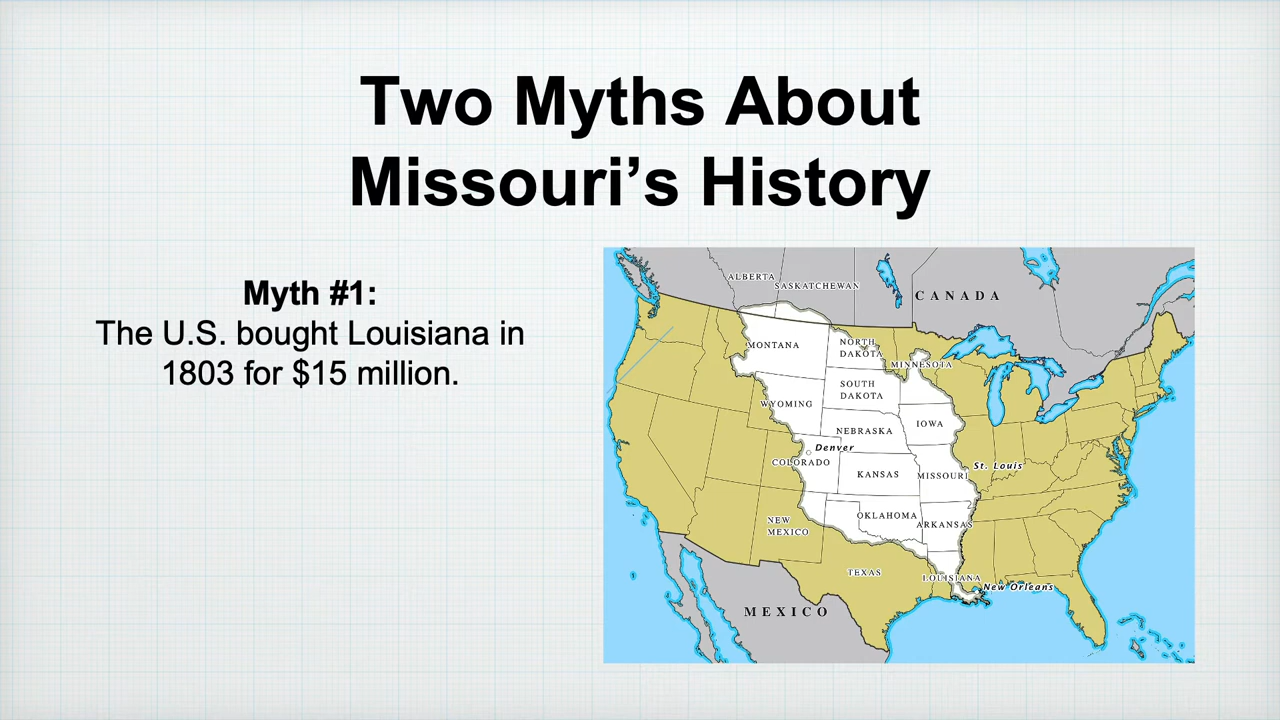 Two Myths About
Missouri’s History
Myth #1:
The U.S. bought Louisiana in
1803 for $15 million.
ALBERTA
SASKATCHEWAN
CANADA
MONTANA
NORTH
DAKOTA
MINNESOTA
SOUTH
DAKOTA
WYOMING
IOWA
NEBRASKA
Denver
COLORADO
St. Louis
KANSAS
MISSOURI
OKLAHOMA
ARKANSAS
NEW
MEXICO
TEXAS
LOUISIANA
New Orleans
MEXICO